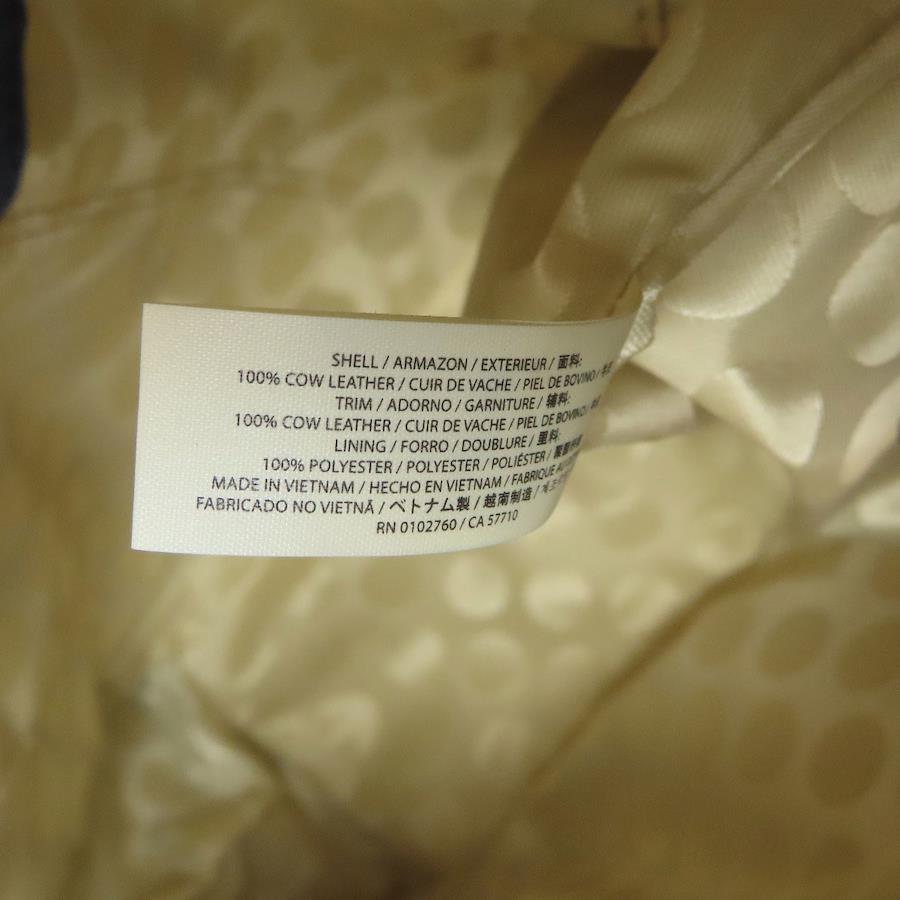 SHELL / ARMAZON / EXTERIEUR / 面料:
100% COW LEATHER / CUIR DE VACHE / PIEL DE BOVINO /
TRIM / ADORNO / GARNITURE / 辅料:
100% COW LEATHER / CUIR DE VACHE / PIEL DE BOVINO /
LINING / FORRO / DOUBLURE / 里料:
100% POLYESTER / POLYESTER / POLIÉSTER /
MADE IN VIETNAM / HECHO EN VIETNAM / FABRIQUE AU
FABRICADO NO VIETNÃ / ベトナム製 / 越南制造 /
RN 0102760 / CA 57710